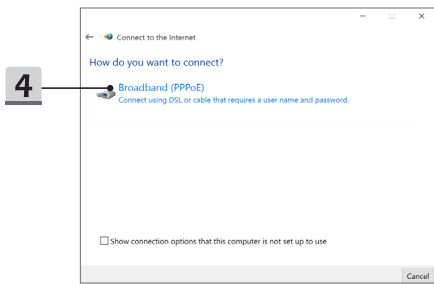 Connect to the Internet
How do you want to connect?
4
Broadband (PPPoE)
Connect using DSL or cable that requires a user name and password.
Show connection options that this computer is not set up to use
Cancel